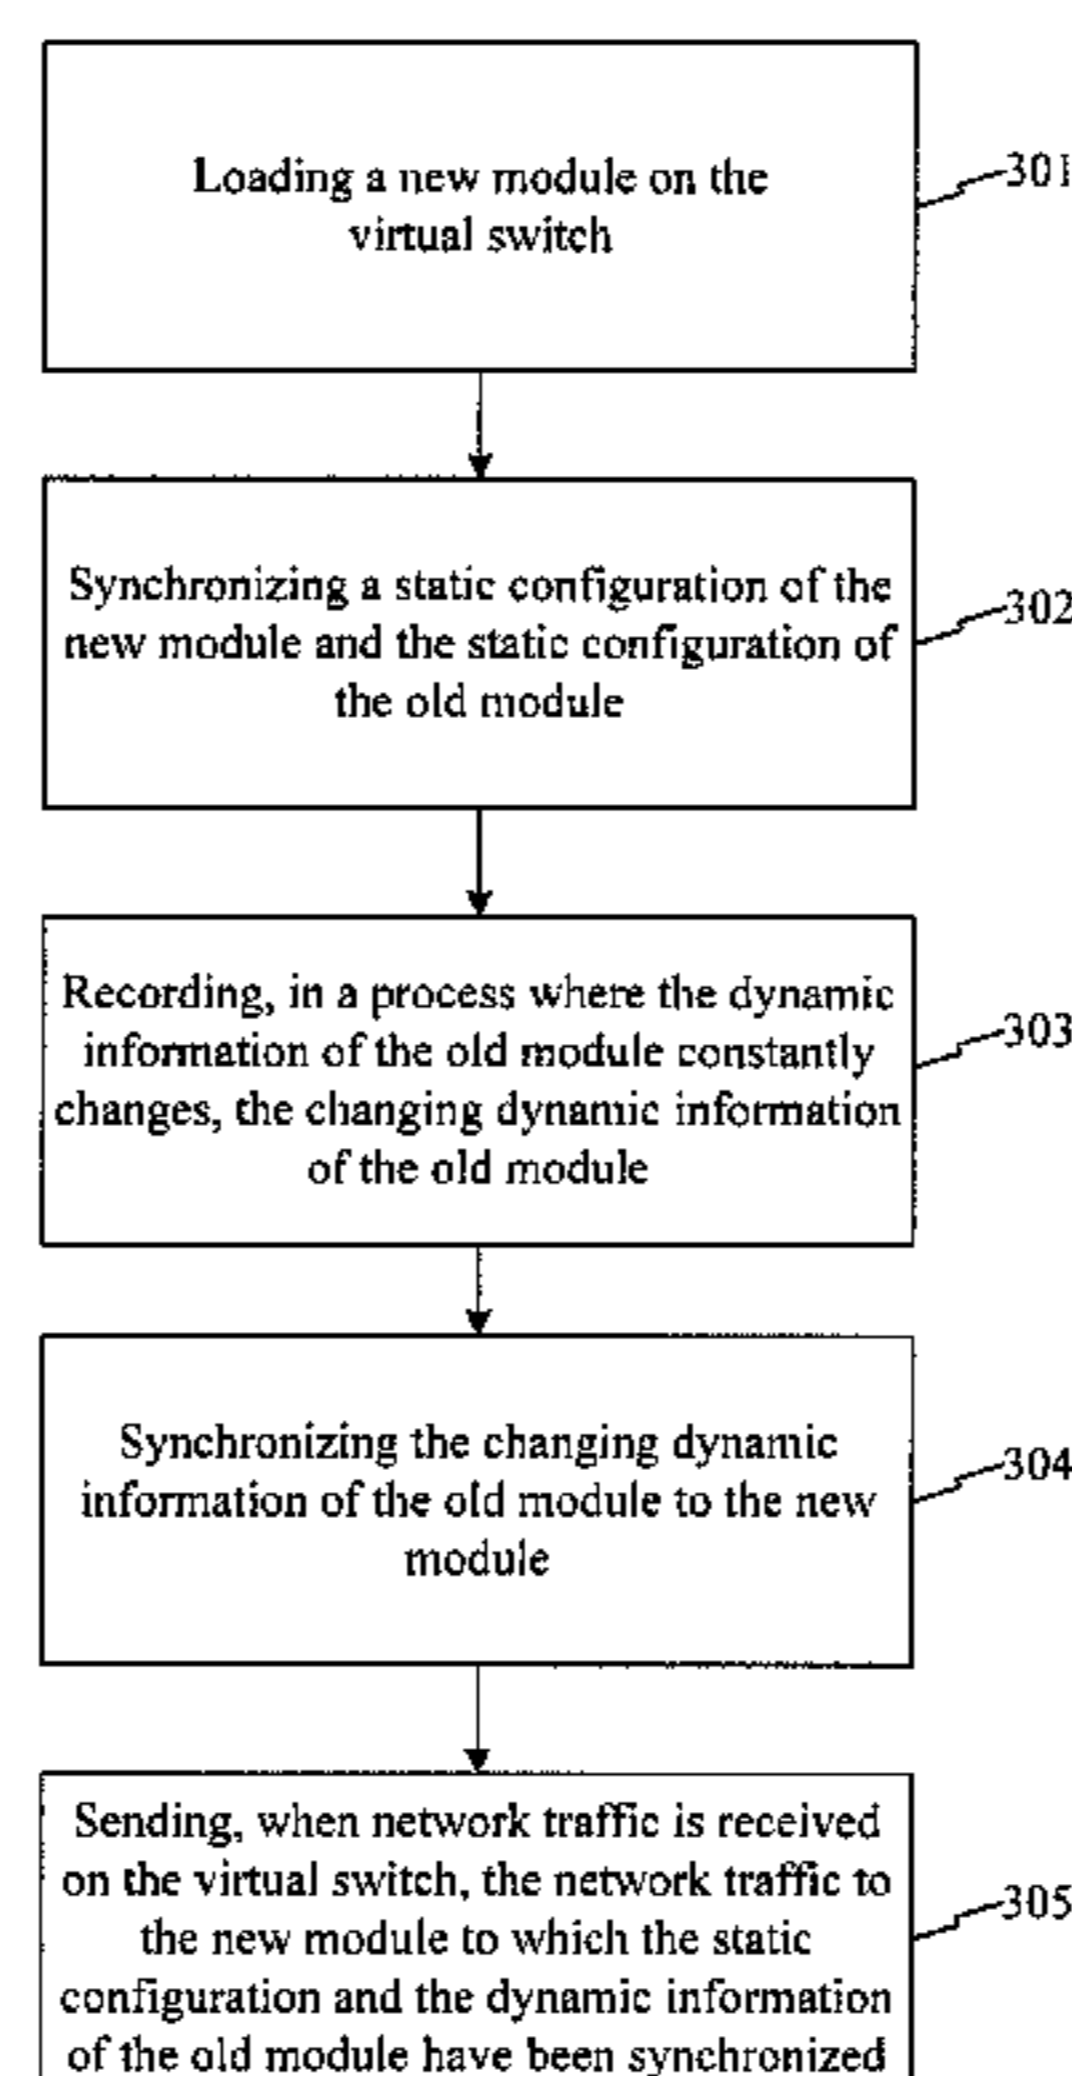 Loading a new module on the
virtual switch
301
Synchronizing a static configuration of the
new module and the static configuration of
the old module
302
Recording, in a process where the dynamic
information of the old module constantly
changes, the changing dynamic information
of the old module
303
Synchronizing the changing dynamic
information of the old module to the new
module
304
Sending, when network traffic is received
on the virtual switch, the network traffic to
the new module to which the static
configuration and the dynamic information
of the old module have been synchronized
305